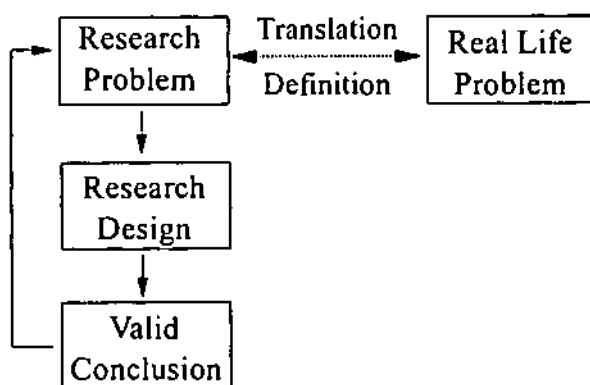 Research
Problem
Translation
Definition
Real Life
Problem
Research
Design
Valid
Conclusion